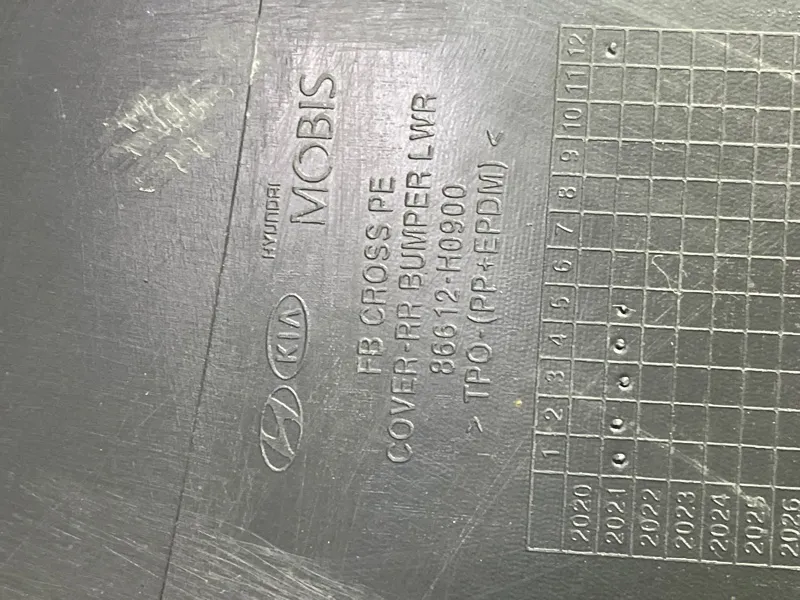 HYUNDAI
MOBIS
KIA
FB CROSS PE
COVER-RR BUMPER LWR
86612-H0900
> TPO-(PP+EPDM) <
1 2 3 4 5 6 7 8 9 10 11 12
2020
2021
2022
2023
2024
2025
2026